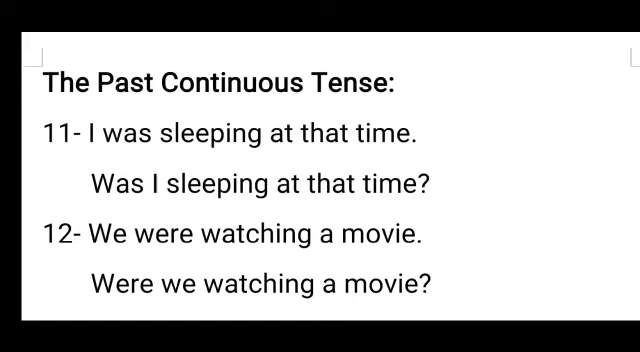 The Past Continuous Tense:
11- I was sleeping at that time.
Was I sleeping at that time?
12- We were watching a movie.
Were we watching a movie?